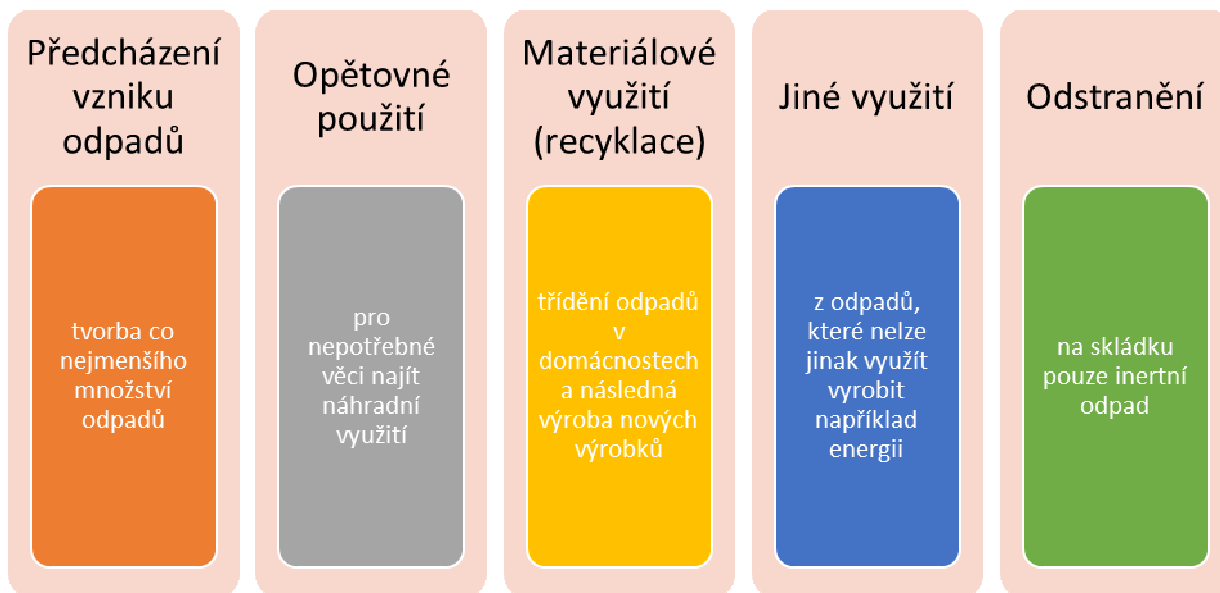 Předcházení
vzniku
odpadů
tvorba co
nejmenšího
množství
odpadů
Opětovné
použití
pro
nepotřebné
věci najít
náhradní
využití
Materiálové
využití
(recyklace)
třídění odpadů
v
domácnostech
a následná
výroba nových
výrobků
Jiné využití
z odpadů,
které nelze
jinak využít
vyrobit
například
energii
Odstranění
na skládku
pouze inertní
odpad